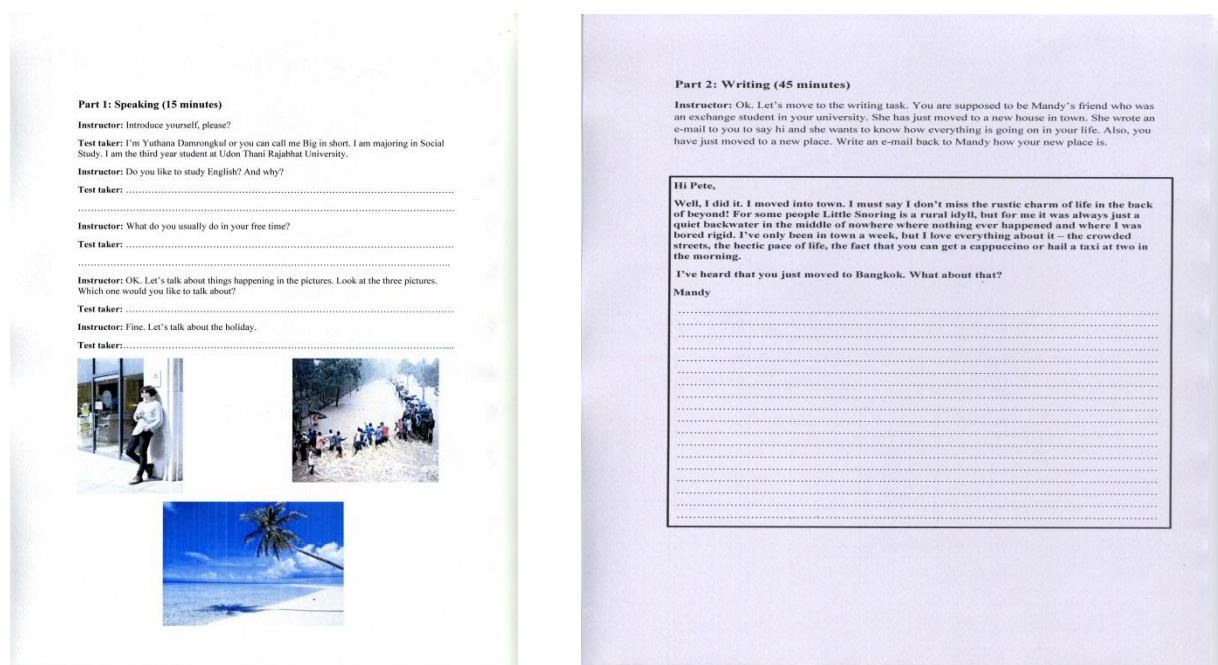 Part 1: Speaking (15 minutes)
Instructor: Introduce yourself, please?
Test taker: I'm Yuthana Damrongkul or you can call me Big in short. I am majoring in Social
Study. I am the third year student at Udon Thani Rajabhat University.
Instructor: Do you like to study English? And why?
Test taker: ....................................................................................................
....................................................................................................
Instructor: What do you usually do in your free time?
Test taker: ....................................................................................................
....................................................................................................
Instructor: OK. Let's talk about things happening in the pictures. Look at the three pictures.
Which one would you like to talk about?
Test taker: ....................................................................................................
Instructor: Fine. Let's talk about the holiday.
Test taker:....................................................................................................
Part 2: Writing (45 minutes)
Instructor: Ok. Let's move to the writing task. You are supposed to be Mandy's friend who was
an exchange student in your university. She has just moved to a new house in town. She wrote an
e-mail to you to say hi and she wants to know how everything is going on in your life. Also, you
have just moved to a new place. Write an e-mail back to Mandy how your new place is.
Hi Pete,
Well, I did it. I moved into town. I must say I don't miss the rustic charm of life in the back
of beyond! For some people Little Snoring is a rural idyll, but for me it was always just a
quiet backwater in the middle of nowhere where nothing ever happened and where I was
bored rigid. I've only been in town a week, but I love everything about it – the crowded
streets, the hectic pace of life, the fact that you can get a cappuccino or hail a taxi at two in
the morning.
I've heard that you just moved to Bangkok. What about that?
Mandy